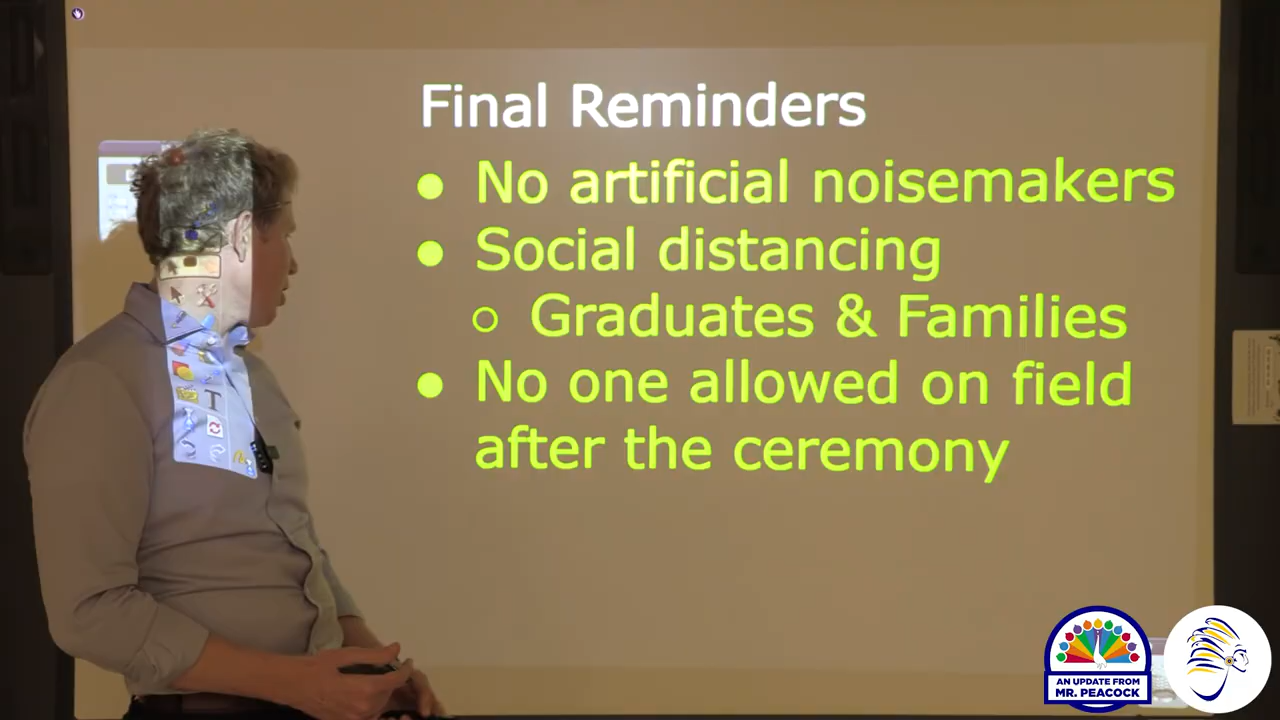 Final Reminders
● No artificial noisemakers
● Social distancing
○ Graduates & Families
● No one allowed on field
after the ceremony
T
AN UPDATE FROM
MR. PEACOCK